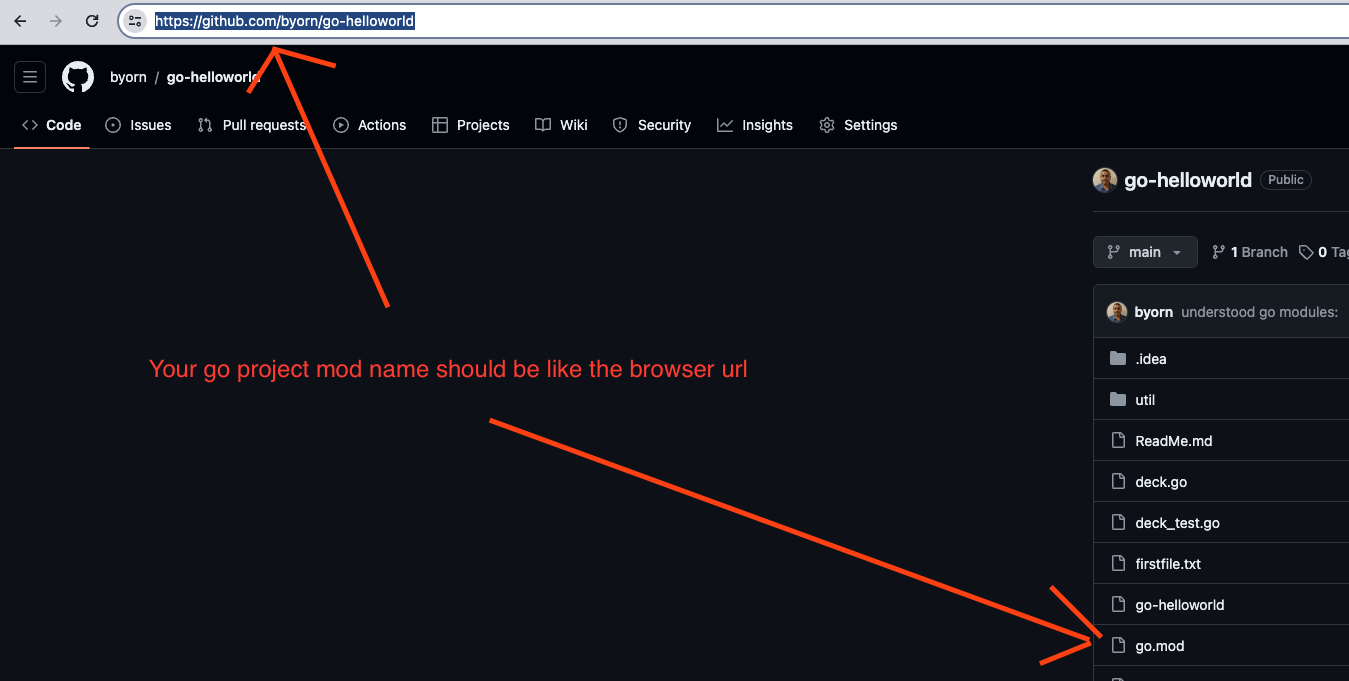 https://github.com/byorn/go-helloworld
byorn / go-helloworld
Code Issues Pull requests Actions Projects Wiki Security Insights Settings
go-helloworld Public
main 1 Branch 0
byorn understood go modules:
.idea
Your go project mod name should be like the browser url
util
ReadMe.md
deck.go
deck_test.go
firstfile.txt
go-helloworld
go.mod